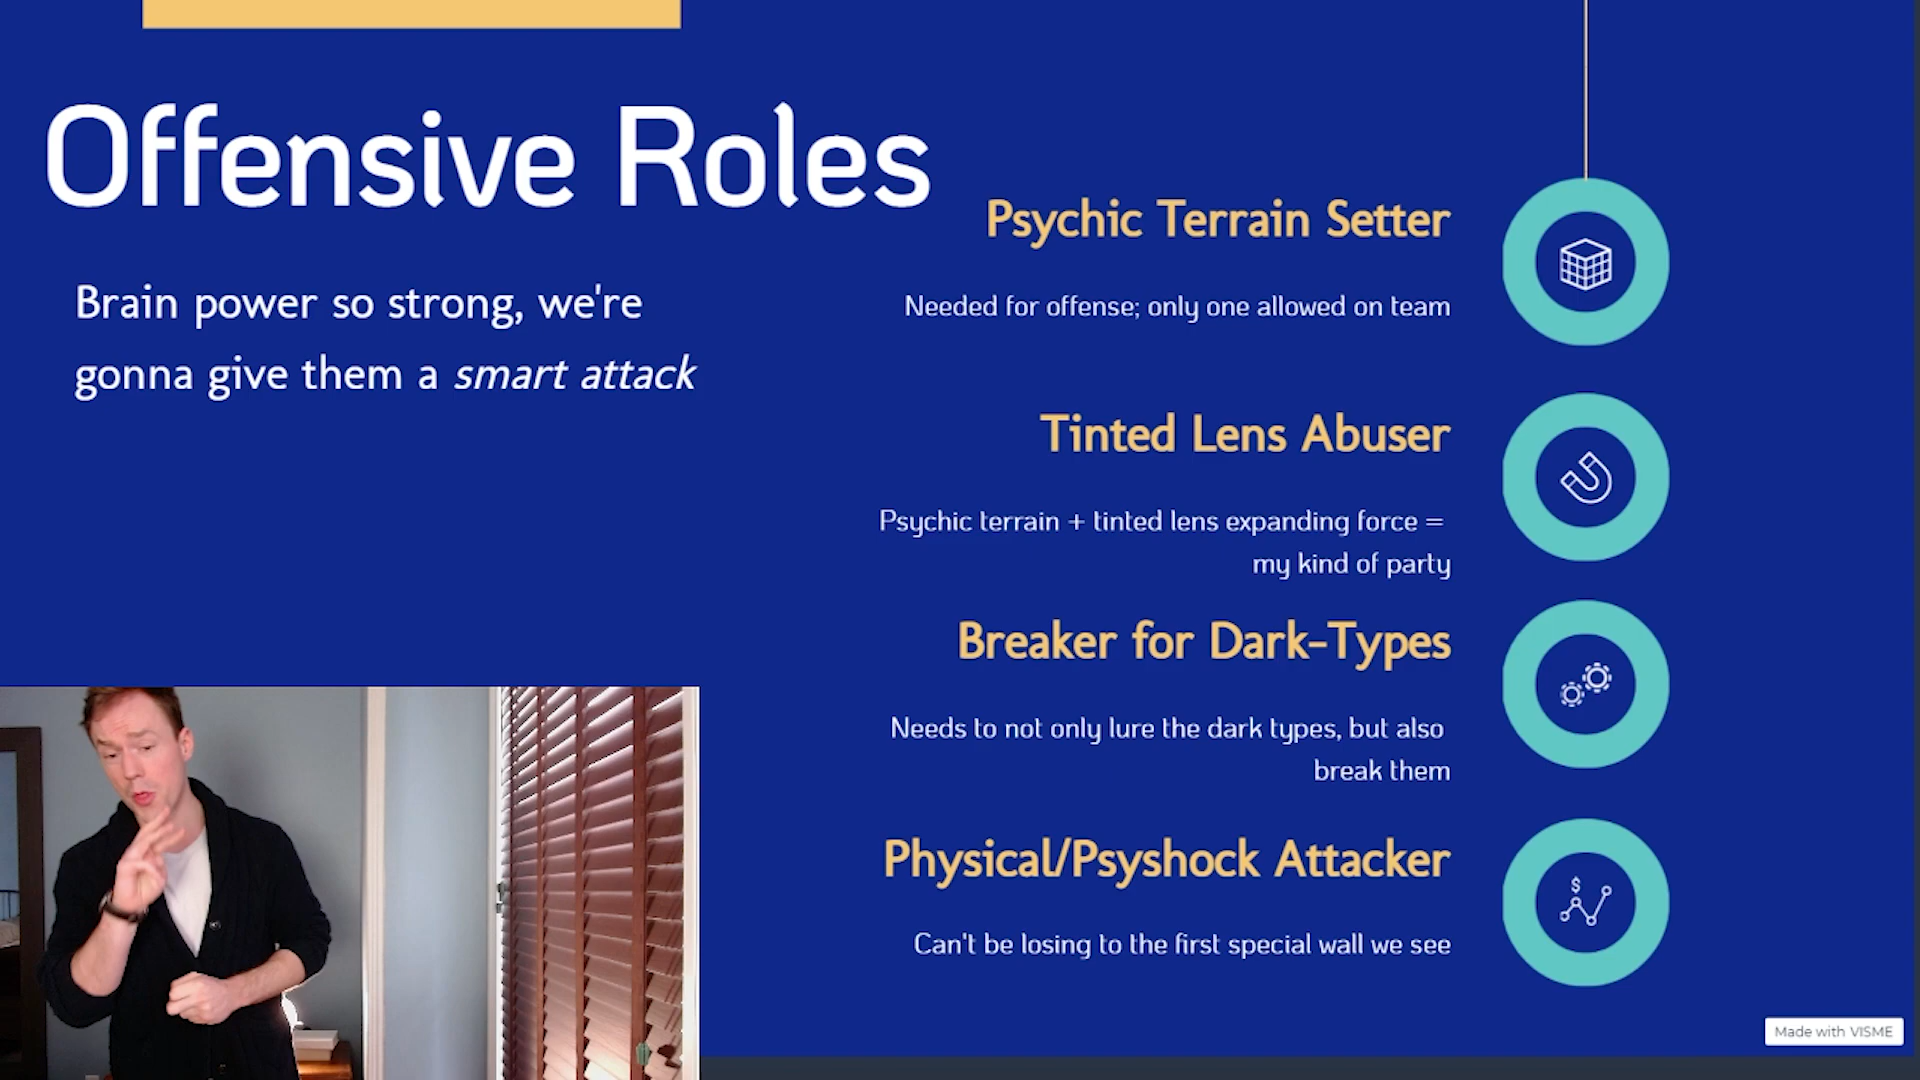 Offensive Roles
Brain power so strong, we're
gonna give them a smart attack
Psychic Terrain Setter
Needed for offense; only one allowed on team
Tinted Lens Abuser
Psychic terrain + tinted lens expanding force =
my kind of party
Breaker for Dark-Types
Needs to not only lure the dark types, but also
break them
Physical/Psyshock Attacker
$
Can't be losing to the first special wall we see
Made with VISME